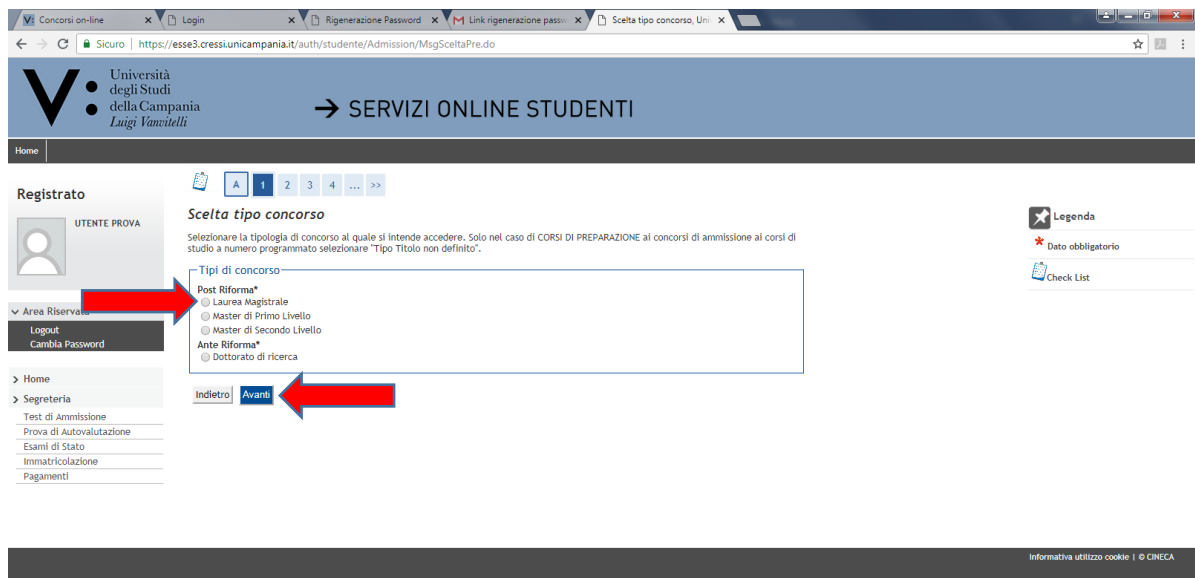 Concorsi on-line
Login
Rigenerazione Password
Link rigenerazione passw
Scelta tipo concorso, Uni
Sicuro | https://esse3.cressi.unicampania.it/auth/studente/Admission/MsgSceltaPre.do
V:
Università
degli Studi
della Campania
Luigi Vanvitelli
→ SERVIZI ONLINE STUDENTI
Home
Registrato
UTENTE PROVA
Area Riservata
Logout
Cambia Password
Home
Segreteria
Test di Ammissione
Prova di Autovalutazione
Esami di Stato
Immatricolazione
Pagamenti
A 1 2 3 4 ... >>
Scelta tipo concorso
Selezionare la tipologia di concorso al quale si intende accedere. Solo nel caso di CORSI DI PREPARAZIONE ai concorsi di ammissione ai corsi di
studio a numero programmato selezionare "Tipo Titolo non definito".
Tipi di concorso
Post Riforma*
Laurea Magistrale
Master di Primo Livello
Master di Secondo Livello
Ante Riforma*
Dottorato di ricerca
Indietro Avanti
Legenda
* Dato obbligatorio
Check List
Informativa utilizzo cookie | © CINECA